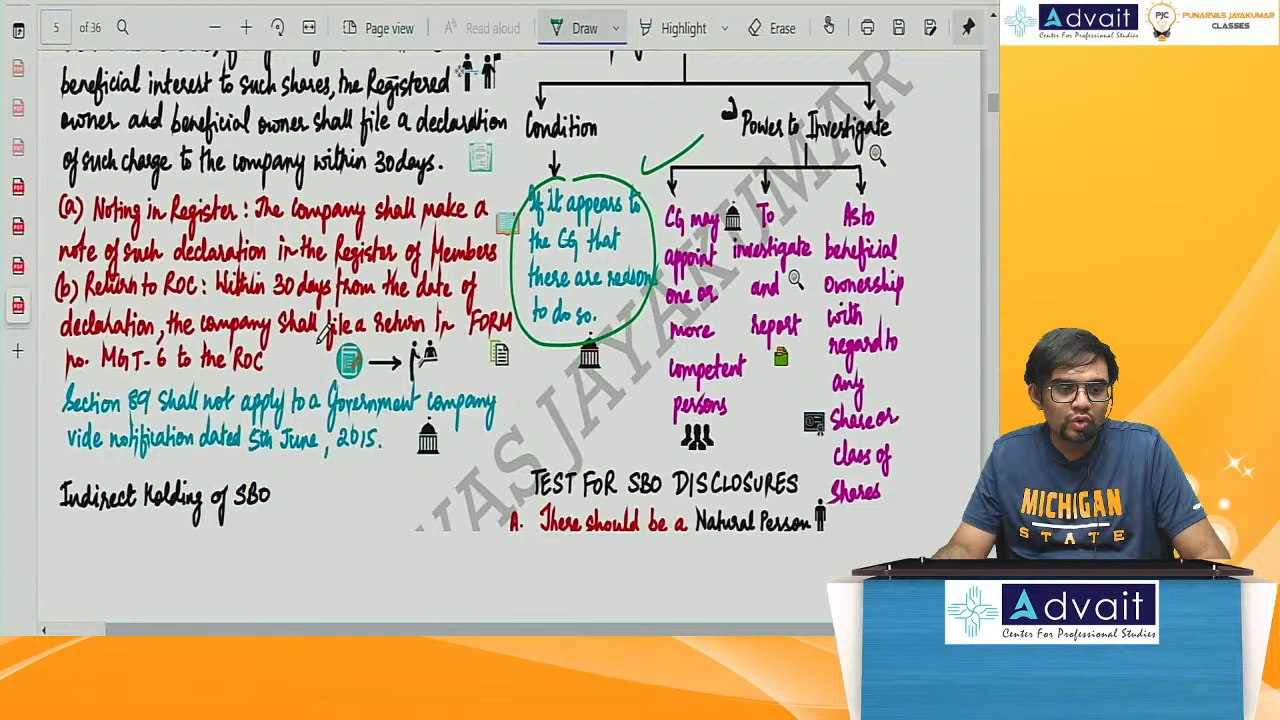 5 of 36
Page view
Read aloud
Draw
Highlight
Erase
Advait
Center For Professional Studies
PJC
PUNARVAS JAYAKUMAR
CLASSES
beneficial interest to such shares, the Registered
owner and beneficial owner shall file a declaration
of such charge to the company within 30 days.
(a) Noting in Register : The company shall make a
note of such declaration in the Register of Members
(b) Return to ROC : Within 30 days from the date of
declaration, the company shall file a return in FORM
no. MGT-6 to the ROC
Section 89 shall not apply to a Government company
vide notification dated 5th June, 2015.
Indirect Holding of SBO
Condition
If it appears to
the CG that
there are reason
to do so.
Power to Investigate
CG may
appoint
one or
more
competent
persons
To
investigate
and
report
As to
beneficial
Ownership
with
regard to
any
share or
class of
Shares
TEST FOR SBO DISCLOSURES
A. There should be a Natural Person
VAS JAYAKUMAR
MICHIGAN
STATE
Advait
Center For Professional Studies